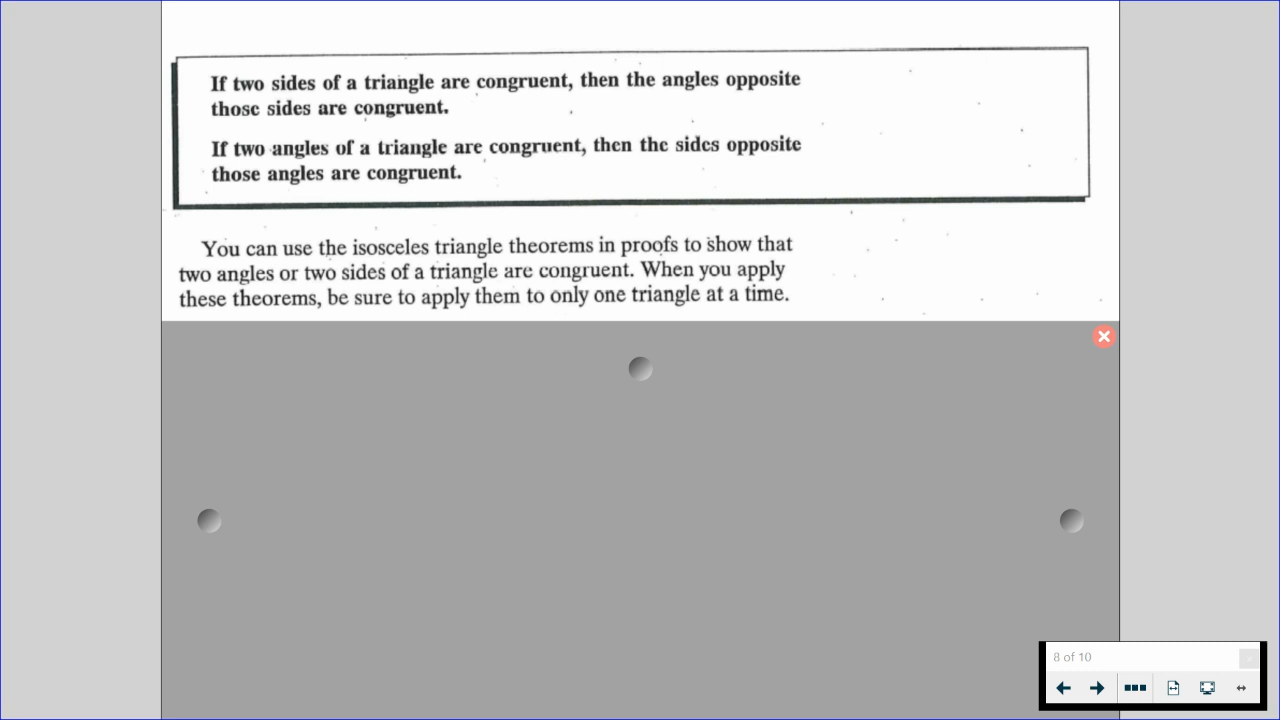 If two sides of a triangle are congruent, then the angles opposite
those sides are congruent.
If two angles of a triangle are congruent, then the sides opposite
those angles are congruent.
You can use the isosceles triangle theorems in proofs to show that
two angles or two sides of a triangle are congruent. When you apply
these theorems, be sure to apply them to only one triangle at a time.
8 of 10